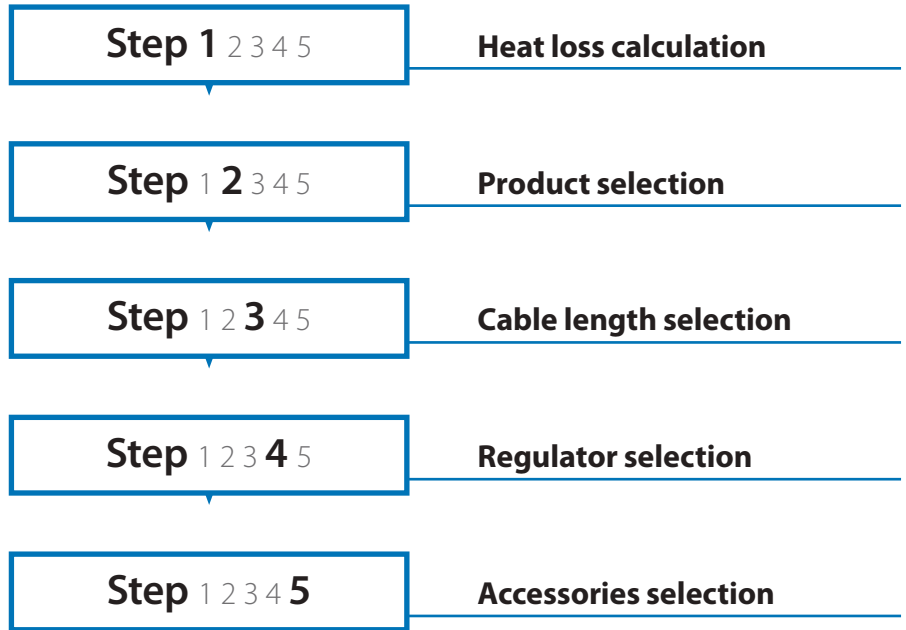 Step 1 2 3 4 5 Heat loss calculation
Step 1 2 3 4 5 Product selection
Step 1 2 3 4 5 Cable length selection
Step 1 2 3 4 5 Regulator selection
Step 1 2 3 4 5 Accessories selection